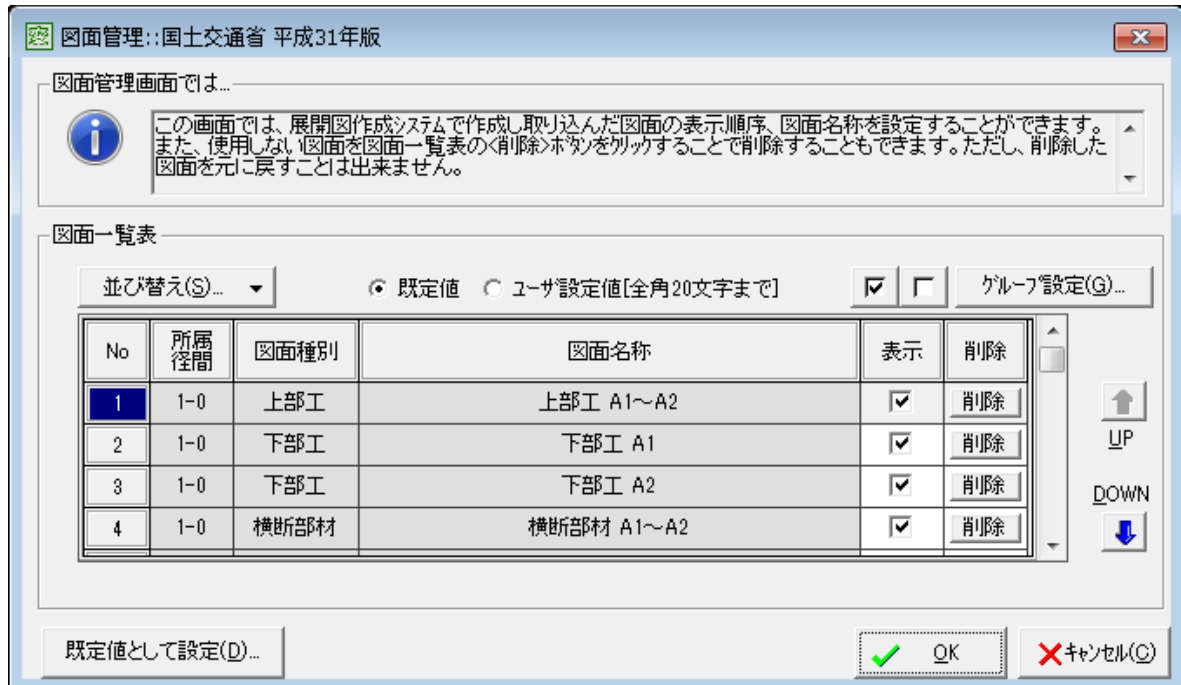 図面管理::国土交通省 平成31年版
図面管理画面では...
この画面では、展開図作成ｼｽﾃﾑで作成し取り込んだ図面の表示順序、図面名称を設定することができます。
また、使用しない図面を図面一覧表の<削除>ﾎﾞﾀﾝをｸﾘｯｸすることで削除することもできます。ただし、削除した
図面を元に戻すことは出来ません。
図面一覧表
並び替え(S)... 既定値 ﾕｰｻﾞ設定値[全角20文字まで] ｸﾞﾙｰﾌﾟ設定(G)...
No 所属径間 図面種別 図面名称 表示 削除
1 1-0 上部工 上部工 A1～A2 削除
2 1-0 下部工 下部工 A1 削除
3 1-0 下部工 下部工 A2 削除
4 1-0 横断部材 横断部材 A1～A2 削除
UP
DOWN
既定値として設定(D)... OK ｷｬﾝｾﾙ(C)